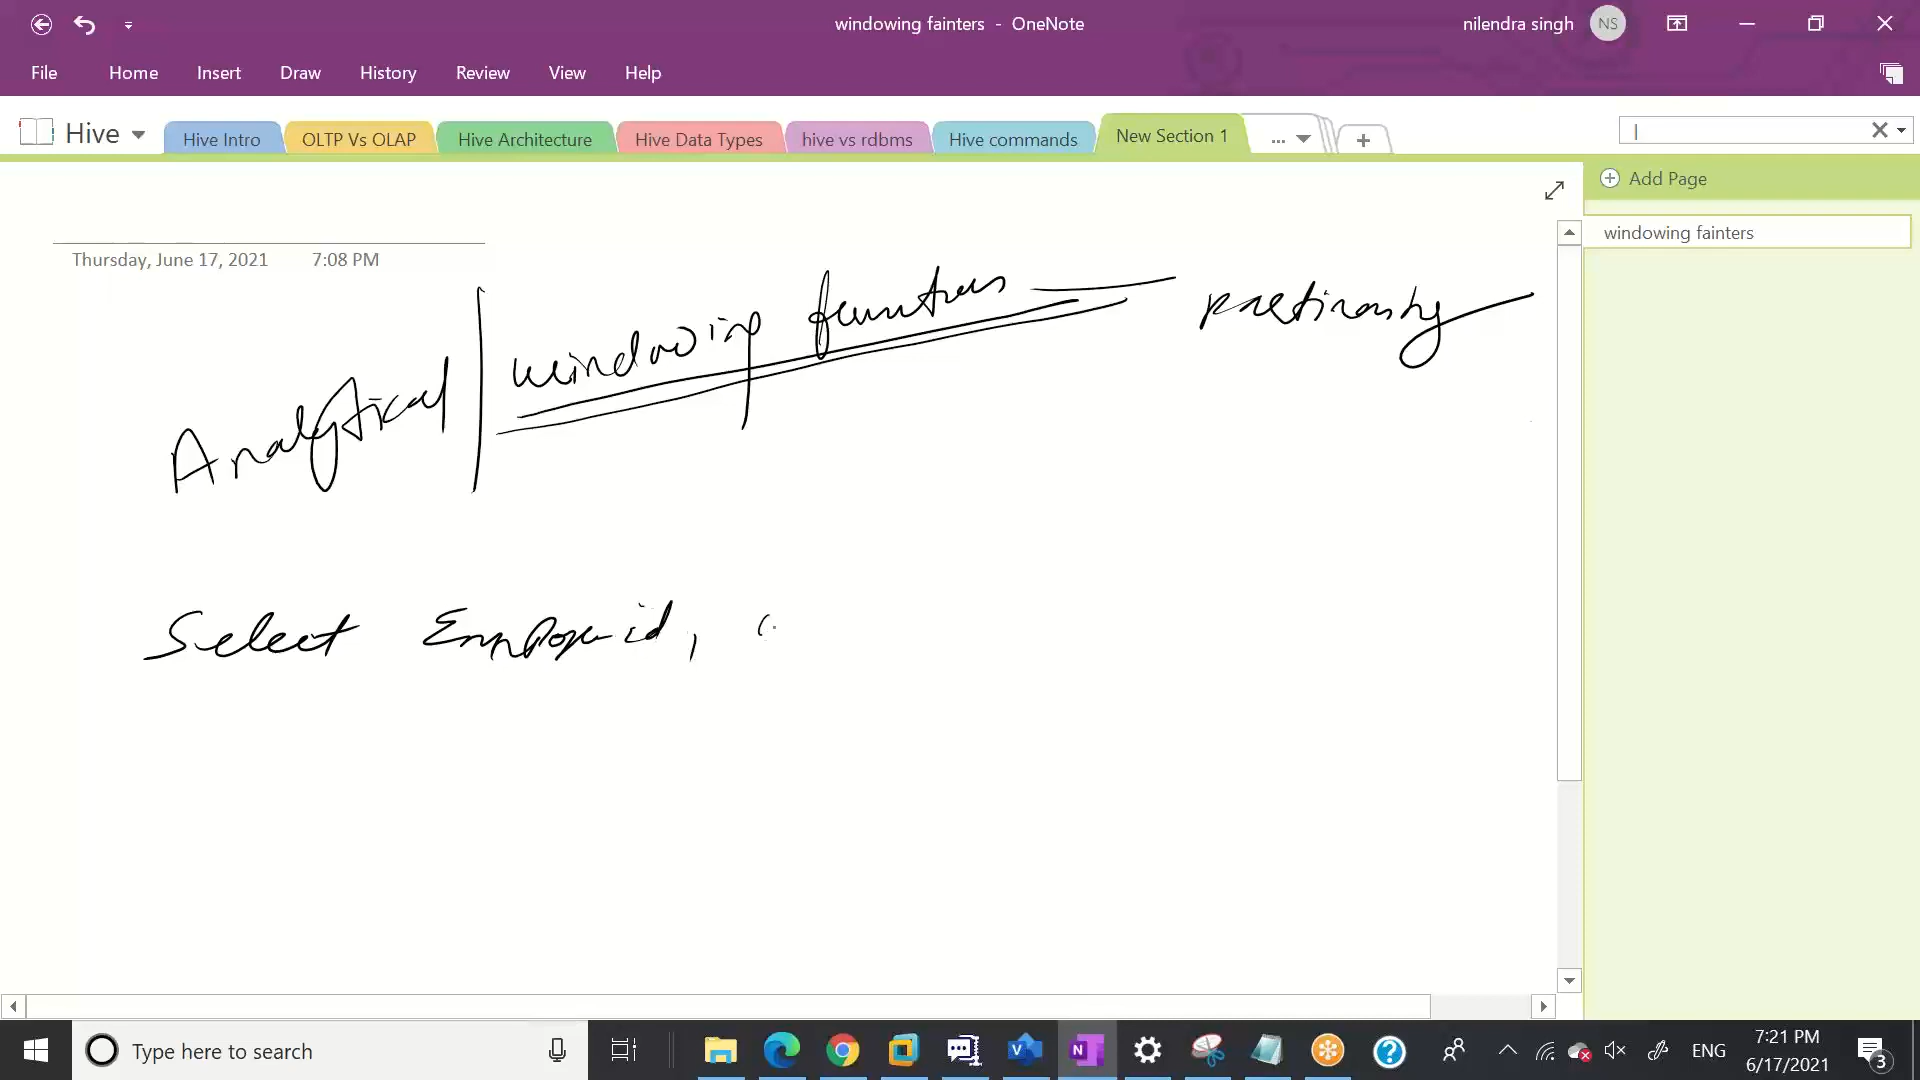 windowing fainters - OneNote
nilendra singh NS
File Home Insert Draw History Review View Help
Hive Hive Intro OLTP Vs OLAP Hive Architecture Hive Data Types hive vs rdbms Hive commands New Section 1 ...
Add Page
windowing fainters
Thursday, June 17, 2021 7:08 PM
Analytical | windowing functions —
Select id,
Type here to search
ENG
7:21 PM
6/17/2021
3